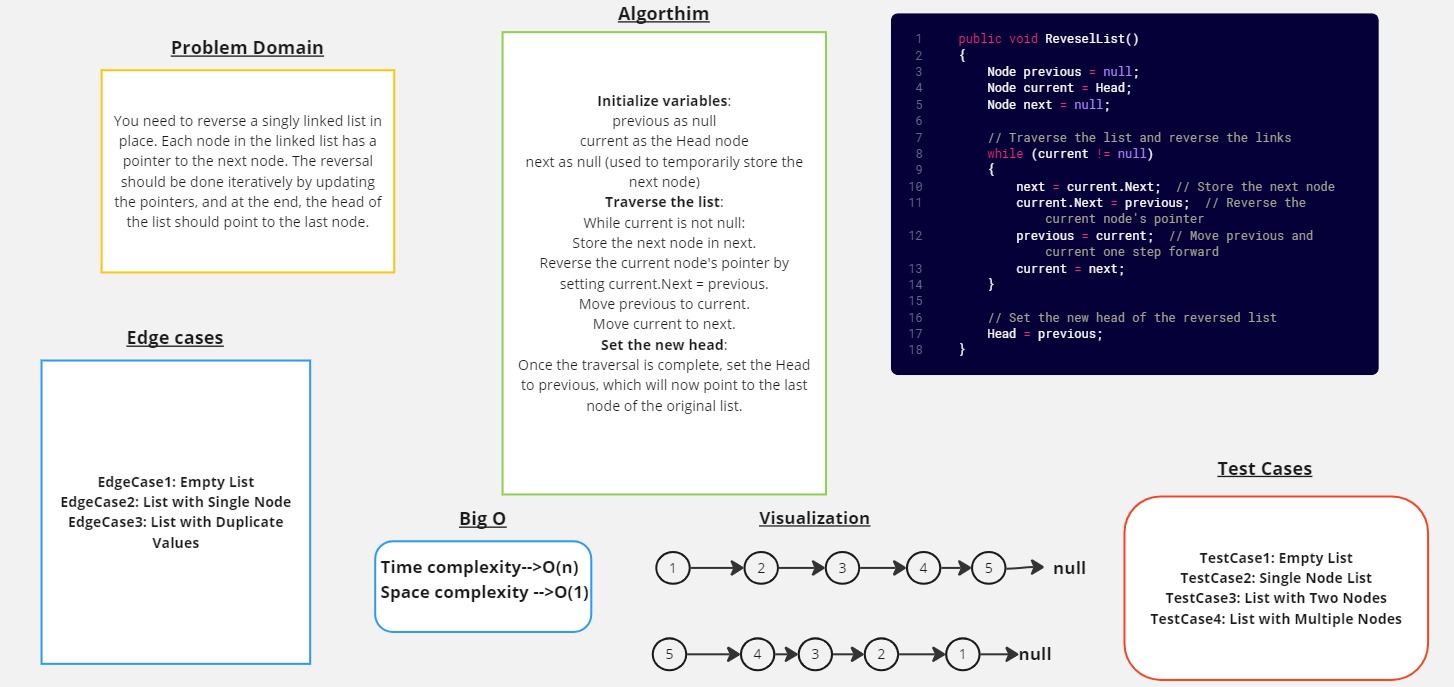 Problem Domain
You need to reverse a singly linked list in
place. Each node in the linked list has a
pointer to the next node. The reversal
should be done iteratively by updating
the pointers, and at the end, the head of
the list should point to the last node.
Edge cases
EdgeCase1: Empty List
EdgeCase2: List with Single Node
EdgeCase3: List with Duplicate
Values
Algorthim
Initialize variables:
previous as null
current as the Head node
next as null (used to temporarily store the
next node)
Traverse the list:
While current is not null:
Store the next node in next.
Reverse the current node's pointer by
setting current.Next = previous.
Move previous to current.
Move current to next.
Set the new head:
Once the traversal is complete, set the Head
to previous, which will now point to the last
node of the original list.
1 public void ReveselList()
2 {
3 Node previous = null;
4 Node current = Head;
5 Node next = null;
6
7 // Traverse the list and reverse the links
8 while (current != null)
9 {
10 next = current.Next; // Store the next node
11 current.Next = previous; // Reverse the
current node's pointer
12 previous = current; // Move previous and
current one step forward
13 current = next;
14 }
15
16 // Set the new head of the reversed list
17 Head = previous;
18 }
Big O
Time complexity-->O(n)
Space complexity -->O(1)
Visualization
1 2 3 4 5 null
5 4 3 2 1 null
Test Cases
TestCase1: Empty List
TestCase2: Single Node List
TestCase3: List with Two Nodes
TestCase4: List with Multiple Nodes